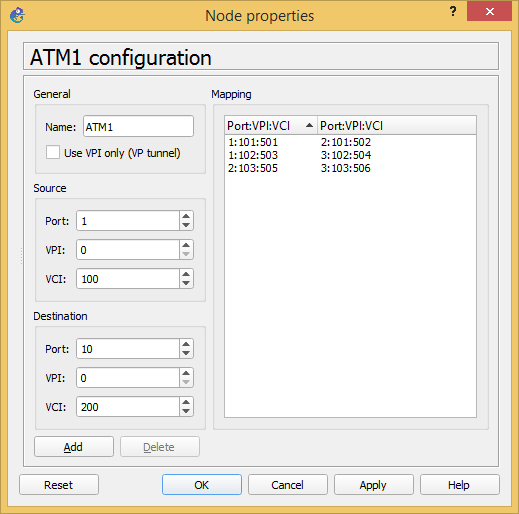 Node properties
?
ATM1 configuration
General
Name: ATM1
Use VPI only (VP tunnel)
Source
Port: 1
VPI: 0
VCI: 100
Destination
Port: 10
VPI: 0
VCI: 200
Add Delete
Mapping
Port:VPI:VCI Port:VPI:VCI
1:101:501 2:101:502
1:102:503 3:102:504
2:103:505 3:103:506
Reset OK Cancel Apply Help